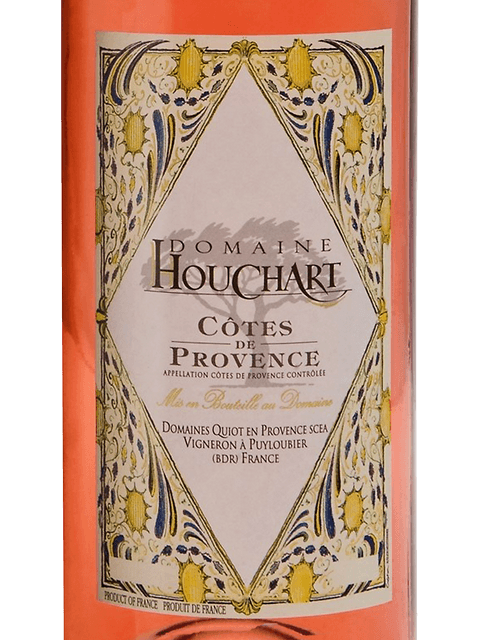 DOMAINE
HOUCHART
CÔTES
DE
PROVENCE
APPELLATION CÔTES DE PROVENCE CONTRÔLÉE
Mis en Bouteille au Domaine
DOMAINES QUIOT EN PROVENCE SCEA
VIGNERON À PUYLOUBIER
(BDR) FRANCE
PRODUCT OF FRANCE PRODUIT DE FRANCE